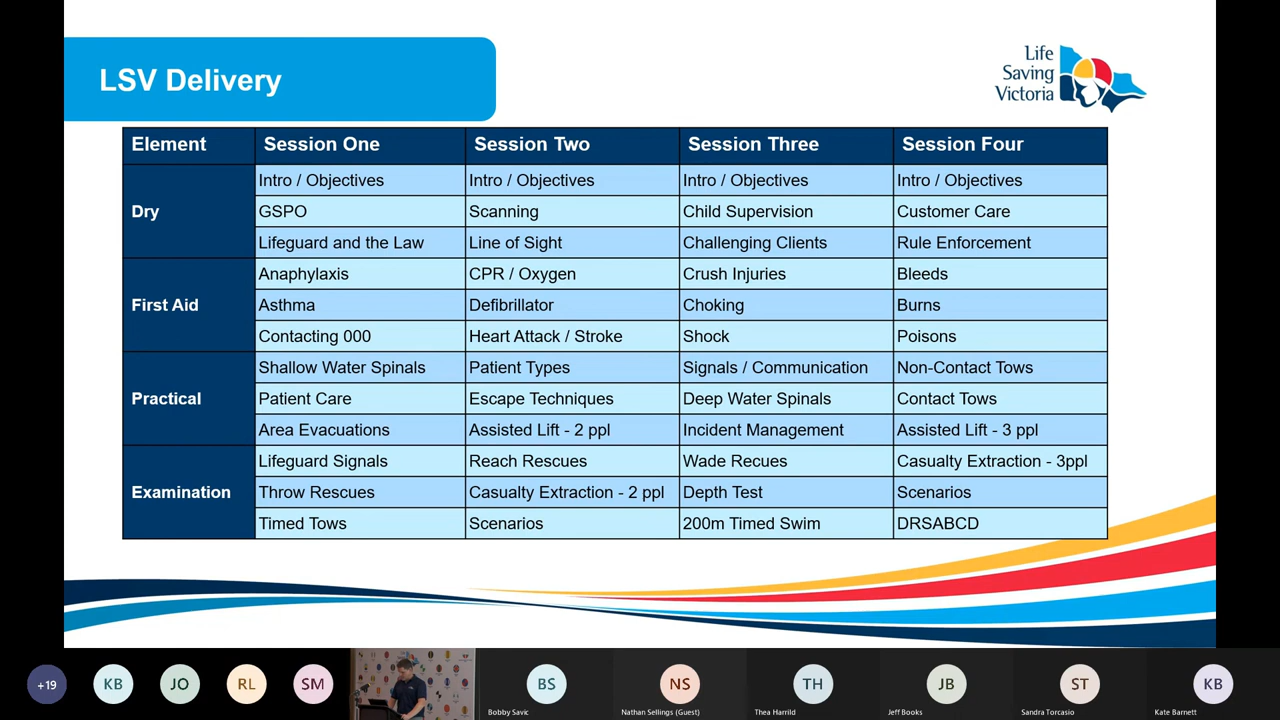 LSV Delivery
Life
Saving
Victoria
Element Session One Session Two Session Three Session Four
Dry
Intro / Objectives Intro / Objectives Intro / Objectives Intro / Objectives
GSPO Scanning Child Supervision Customer Care
Lifeguard and the Law Line of Sight Challenging Clients Rule Enforcement
First Aid
Anaphylaxis CPR / Oxygen Crush Injuries Bleeds
Asthma Defibrillator Choking Burns
Contacting 000 Heart Attack / Stroke Shock Poisons
Practical
Shallow Water Spinals Patient Types Signals / Communication Non-Contact Tows
Patient Care Escape Techniques Deep Water Spinals Contact Tows
Area Evacuations Assisted Lift - 2 ppl Incident Management Assisted Lift - 3 ppl
Examination
Lifeguard Signals Reach Rescues Wade Recues Casualty Extraction - 3ppl
Throw Rescues Casualty Extraction - 2 ppl Depth Test Scenarios
Timed Tows Scenarios 200m Timed Swim DRSABCD
+19 KB JO RL SM BS NS TH JB ST KB
Bobby Savic Nathan Sellings (Guest) Thea Harrild Jeff Books Sandra Torcasio Kate Barnett